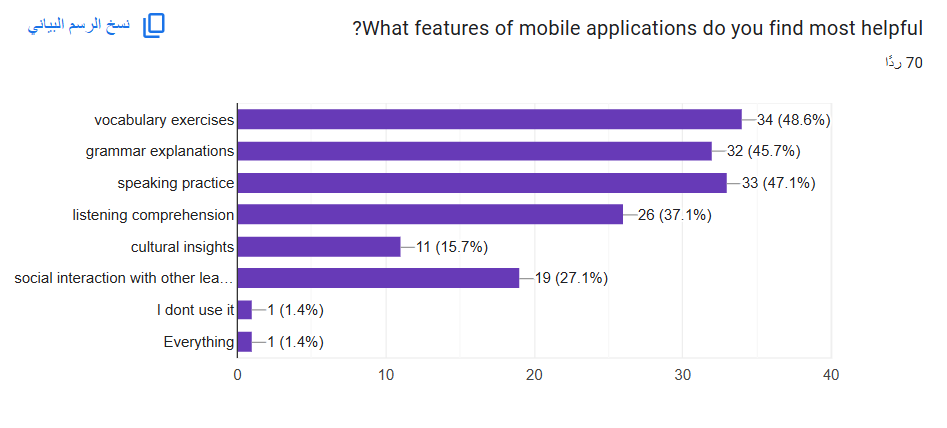 نسخ الرسم البياني
?What features of mobile applications do you find most helpful
70 ردًا
vocabulary exercises 34 (48.6%)
grammar explanations 32 (45.7%)
speaking practice 33 (47.1%)
listening comprehension 26 (37.1%)
cultural insights 11 (15.7%)
social interaction with other lea... 19 (27.1%)
I dont use it 1 (1.4%)
Everything 1 (1.4%)
0 10 20 30 40